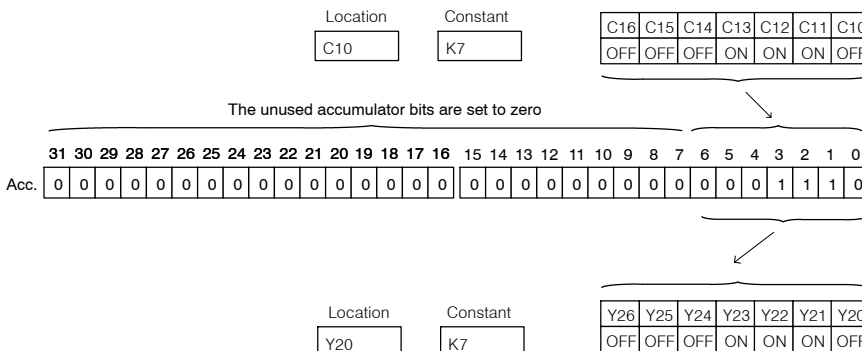 Location Constant
C10 K7
C16 C15 C14 C13 C12 C11 C10
OFF OFF OFF ON ON ON OFF
The unused accumulator bits are set to zero
31 30 29 28 27 26 25 24 23 22 21 20 19 18 17 16 15 14 13 12 11 10 9 8 7 6 5 4 3 2 1 0
Acc. 0 0 0 0 0 0 0 0 0 0 0 0 0 0 0 0 0 0 0 0 0 0 0 0 0 0 0 0 1 1 1 0
Location Constant
Y20 K7
Y26 Y25 Y24 Y23 Y22 Y21 Y20
OFF OFF OFF ON ON ON OFF